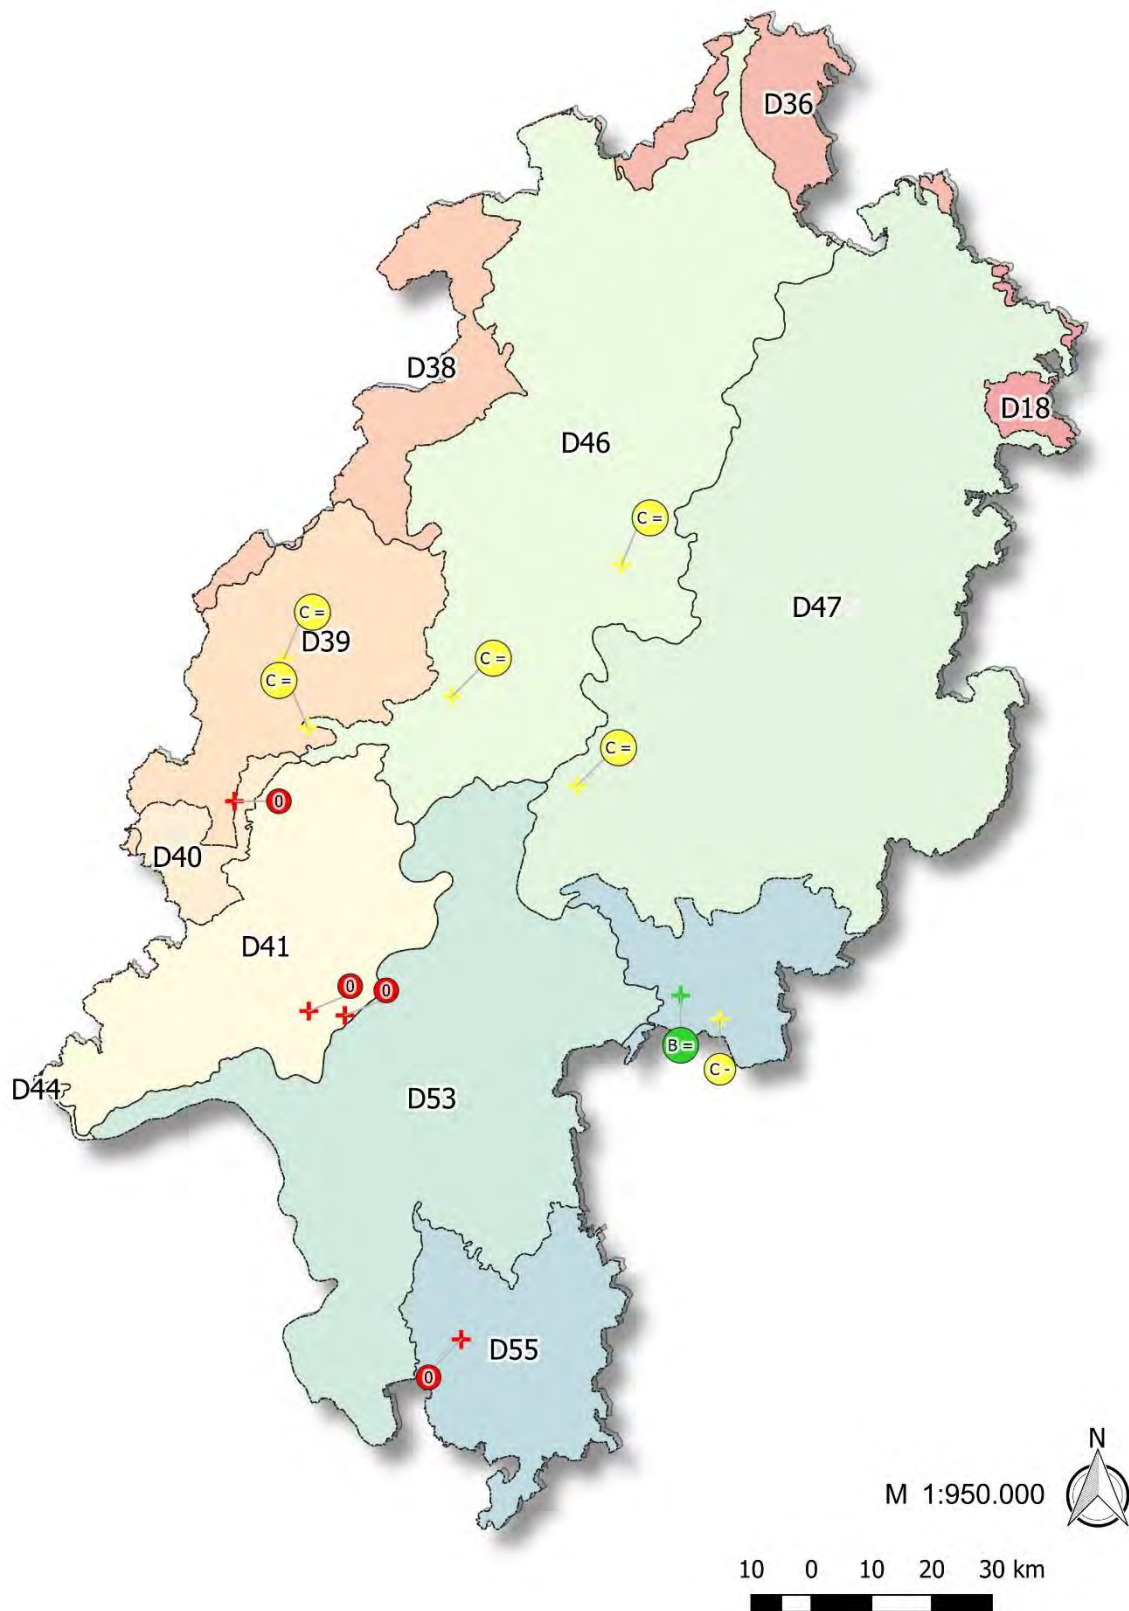 D36
D38
D18
D46
C =
D47
C =
D39
C =
C =
C =
0
D40
D41
0
0
B =
C -
D44
D53
D55
0
N
M 1:950.000
10 0 10 20 30 km